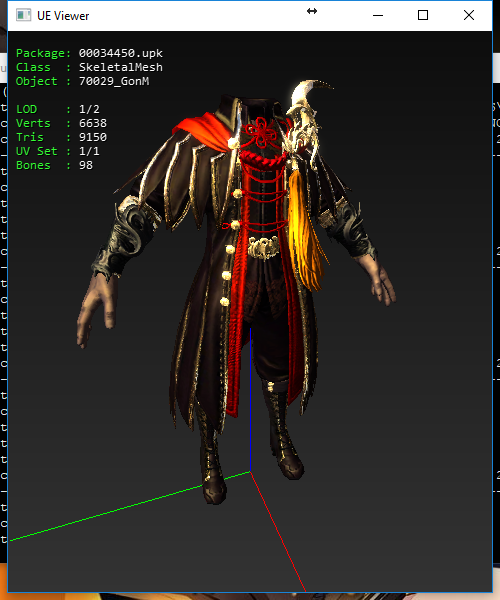 UE Viewer
Package: 00034450.upk
Class : SkeletalMesh
Object : 70029_GonM
LOD : 1/2
Verts : 6638
Tris : 9150
UV Set : 1/1
Bones : 98